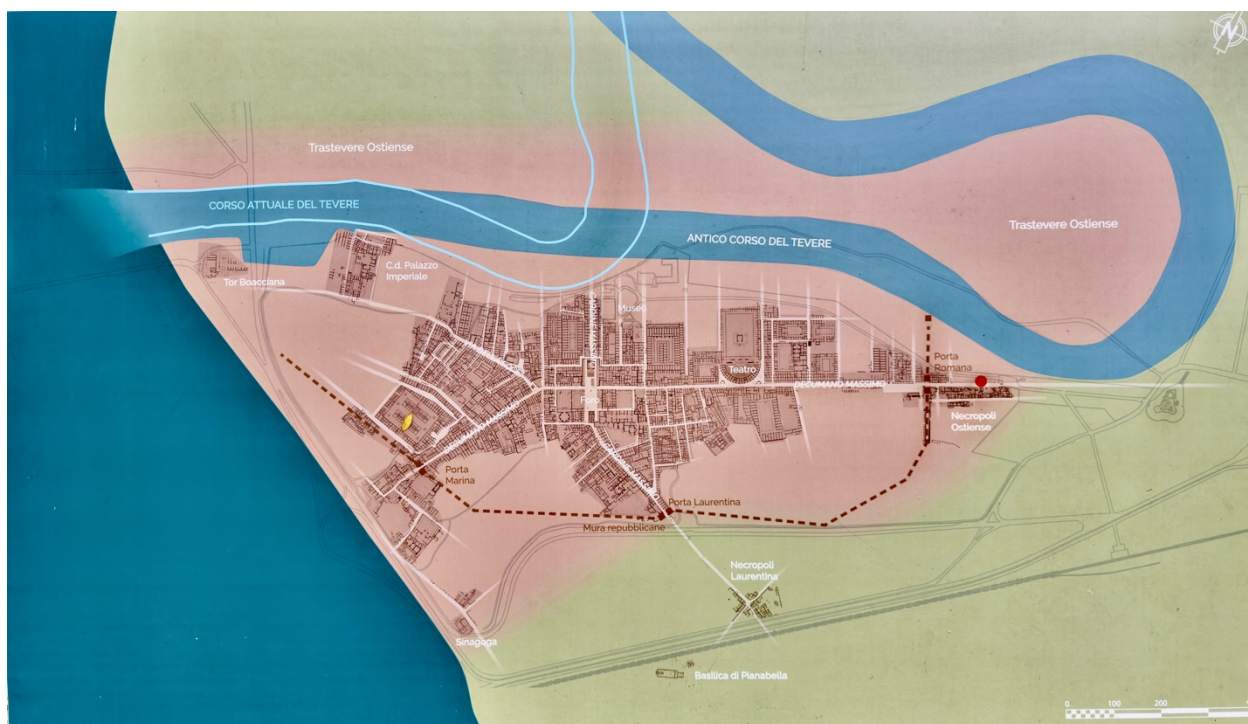 N
Trastevere Ostiense
CORSO ATTUALE DEL TEVERE
Trastevere Ostiense
ANTICO CORSO DEL TEVERE
C.d. Palazzo
Imperiale
Tor Boacciana
Musei
Porta
Romana
Teatro
DECUMANO MASSIMO
Foro
Necropoli
Ostiense
Porta
Marina
Porta Laurentina
Mura repubblicane
Necropoli
Laurentina
Sinagoga
Basilica di Pianabella
0 100 200